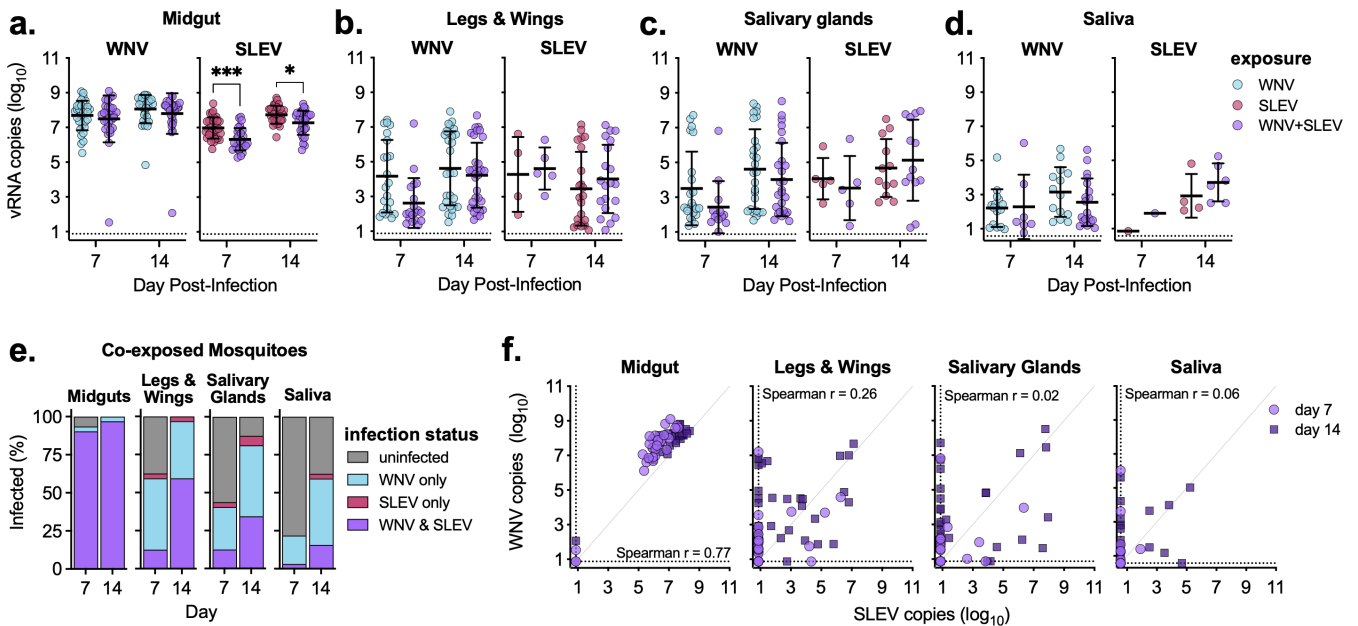 a.
Midgut
WNV
SLEV
vRNA copies (log10)
11
9
7
5
3
1
***
*
7
14
7
14
Day Post-Infection
b.
Legs & Wings
WNV
SLEV
11
9
7
5
3
1
7
14
7
14
Day Post-Infection
c.
Salivary glands
WNV
SLEV
11
9
7
5
3
1
7
14
7
14
Day Post-Infection
d.
Saliva
WNV
SLEV
11
9
7
5
3
1
7
14
7
14
Day Post-Infection
exposure
WNV
SLEV
WNV+SLEV
e.
Co-exposed Mosquitoes
Midguts
Legs &
Wings
Salivary
Glands
Saliva
Infected (%)
100
75
50
25
0
7 14
7 14
7 14
7 14
Day
infection status
uninfected
WNV only
SLEV only
WNV & SLEV
f.
Midgut
Legs & Wings
Salivary Glands
Saliva
WNV copies (log10)
11
9
7
5
3
1
Spearman r = 0.77
Spearman r = 0.26
Spearman r = 0.02
Spearman r = 0.06
1 3 5 7 9 11
1 3 5 7 9 11
1 3 5 7 9 11
1 3 5 7 9 11
SLEV copies (log10)
day 7
day 14